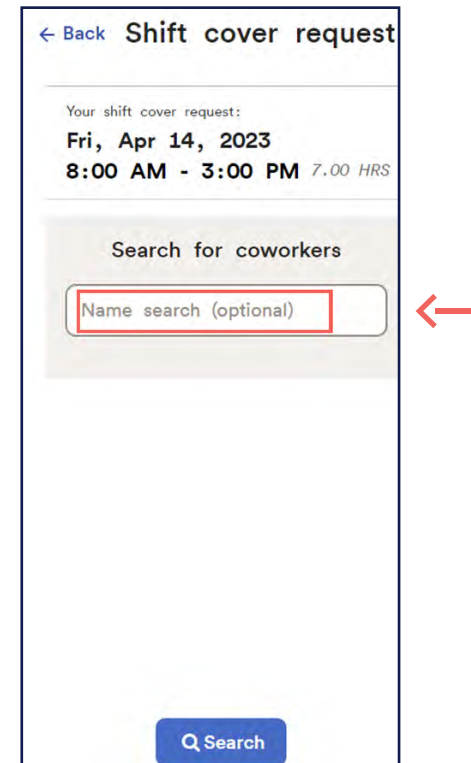 ← Back Shift cover request
Your shift cover request:
Fri, Apr 14, 2023
8:00 AM - 3:00 PM 7.00 HRS
Search for coworkers
Name search (optional)
Search